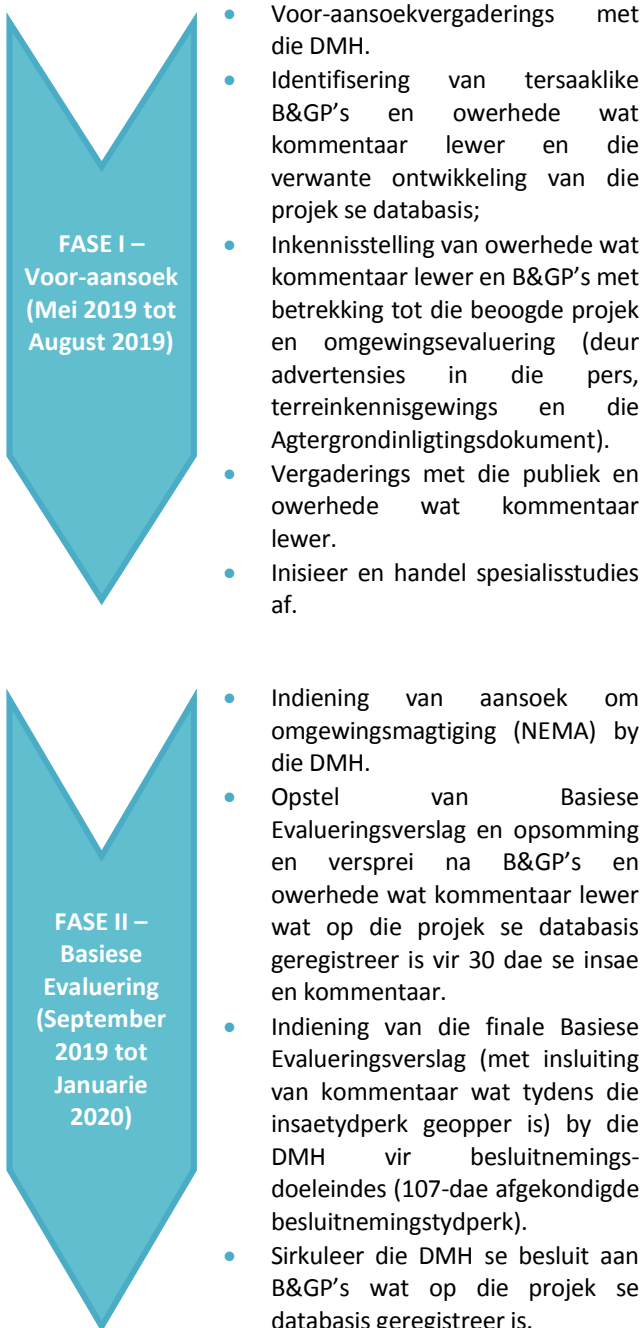 • Voor-aansoekvergaderings met
die DMH.
• Identifisering van tersaaklike
B&GP’s en owerhede wat
kommentaar lewer en die
verwante ontwikkeling van die
projek se databasis;
FASE I –
Voor-aansoek
(Mei 2019 tot
August 2019)
• Inkennisstelling van owerhede wat
kommentaar lewer en B&GP’s met
betrekking tot die beoogde projek
en omgewingsevaluering (deur
advertensies in die pers,
terreinkennisgewings en die
Agtergrondinligtingsdokument).
• Vergaderings met die publiek en
owerhede wat kommentaar
lewer.
• Inisieer en handel spesialisstudies
af.
FASE II –
Basiese
Evaluering
(September
2019 tot
Januarie
2020)
• Indiening van aansoek om
omgewingsmagtiging (NEMA) by
die DMH.
• Opstel van Basiese
Evalueringsverslag en opsomming
en versprei na B&GP’s en
owerhede wat kommentaar lewer
wat op die projek se databasis
geregistreer is vir 30 dae se insae
en kommentaar.
• Indiening van die finale Basiese
Evalueringsverslag (met insluiting
van kommentaar wat tydens die
insaetydperk geopper is) by die
DMH vir besluitnemings-
doeleindes (107-dae afgekondigde
besluitnemingstydperk).
• Sirkuleer die DMH se besluit aan
B&GP’s wat op die projek se
databasis geregistreer is.